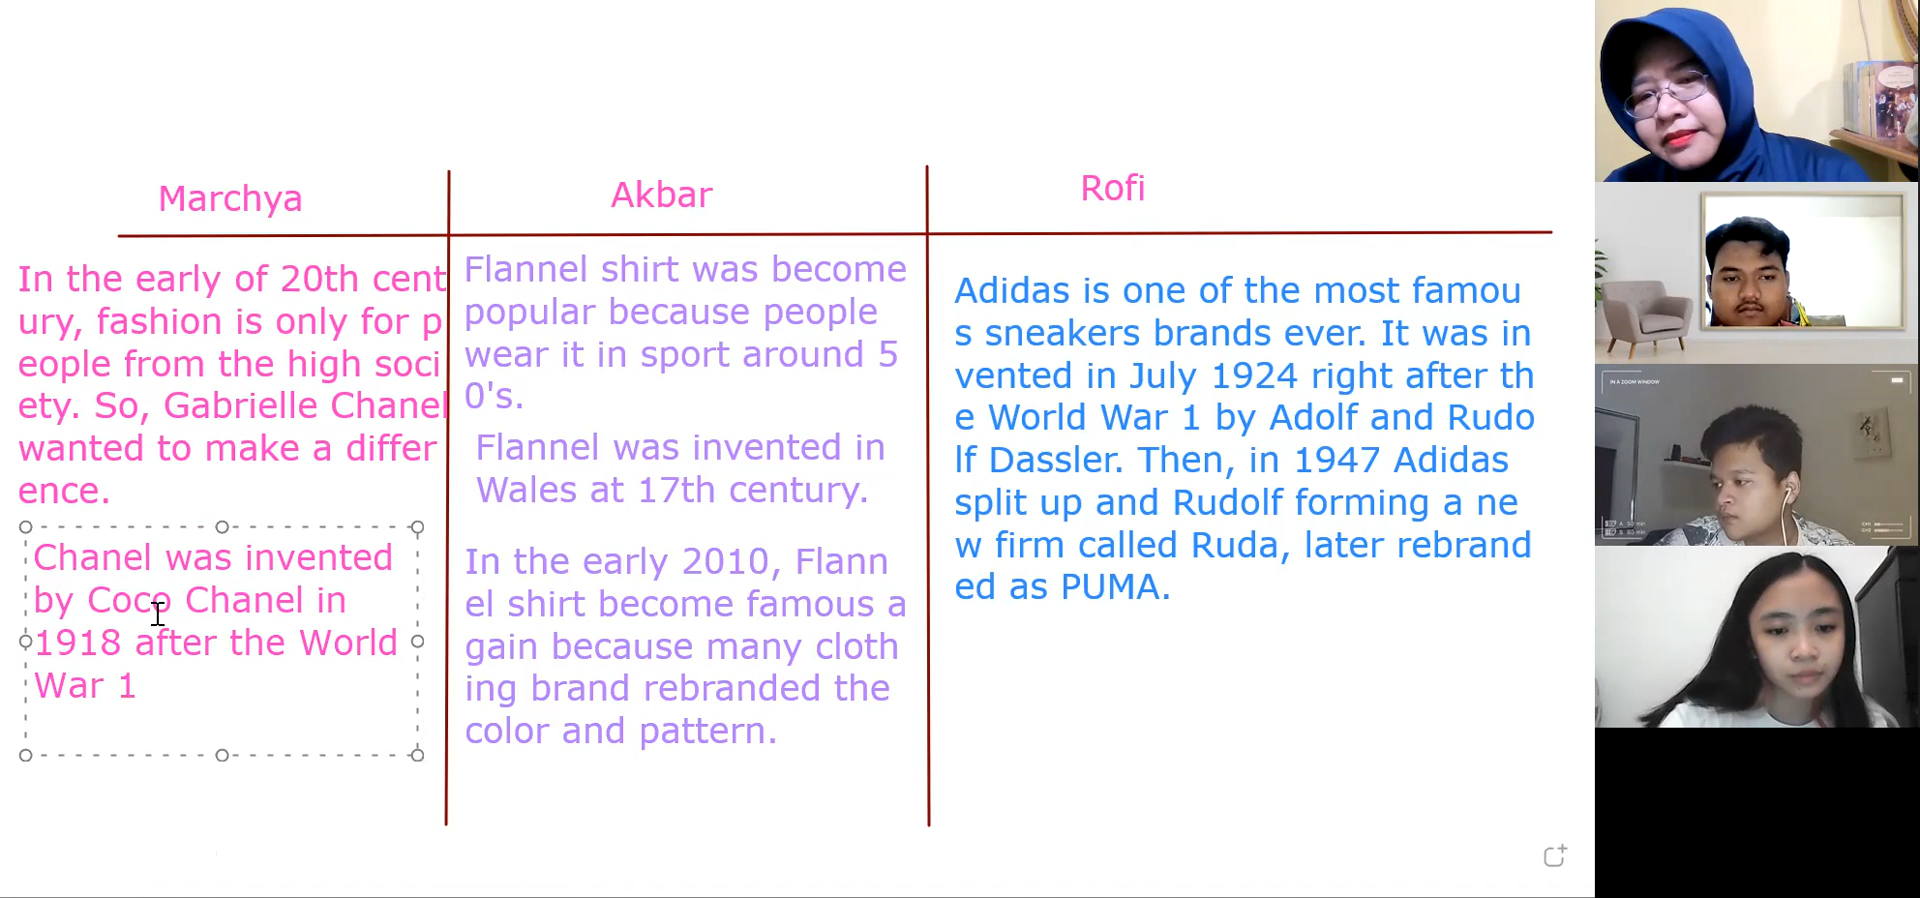 Marchya
Akbar
Rofi
In the early of 20th cent
ury, fashion is only for p
eople from the high soci
ety. So, Gabrielle Chanel
wanted to make a differ
ence.
Chanel was invented
by Coco Chanel in
1918 after the World
War 1
Flannel shirt was become
popular because people
wear it in sport around 5
0's.
Flannel was invented in
Wales at 17th century.
In the early 2010, Flann
el shirt become famous a
gain because many cloth
ing brand rebranded the
color and pattern.
Adidas is one of the most famou
s sneakers brands ever. It was in
vented in July 1924 right after th
e World War 1 by Adolf and Rudo
lf Dassler. Then, in 1947 Adidas
split up and Rudolf forming a ne
w firm called Ruda, later rebrand
ed as PUMA.
IN A ZOOM WINDOW